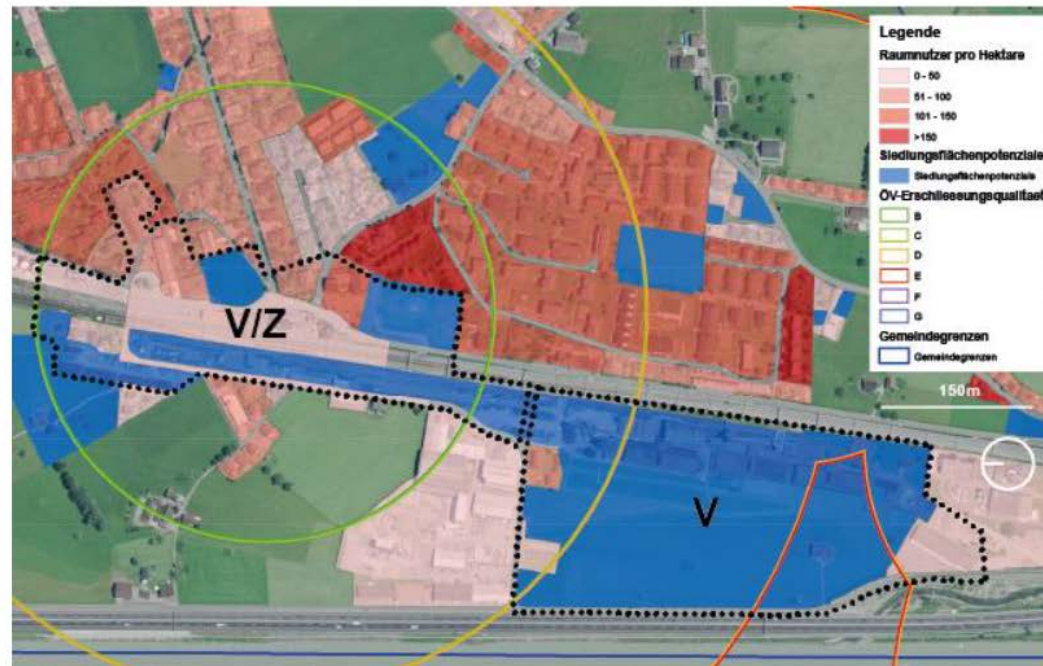 Legende
Raumnutzer pro Hektare
0 - 50
51 - 100
101 - 150
>150
Siedlungsflächenpotenziale
Siedlungsflächenpotenziale
ÖV-Erschliessungsqualitaet
B
C
D
E
F
G
Gemeindegrenzen
Gemeindegrenzen
150m
V/Z
V